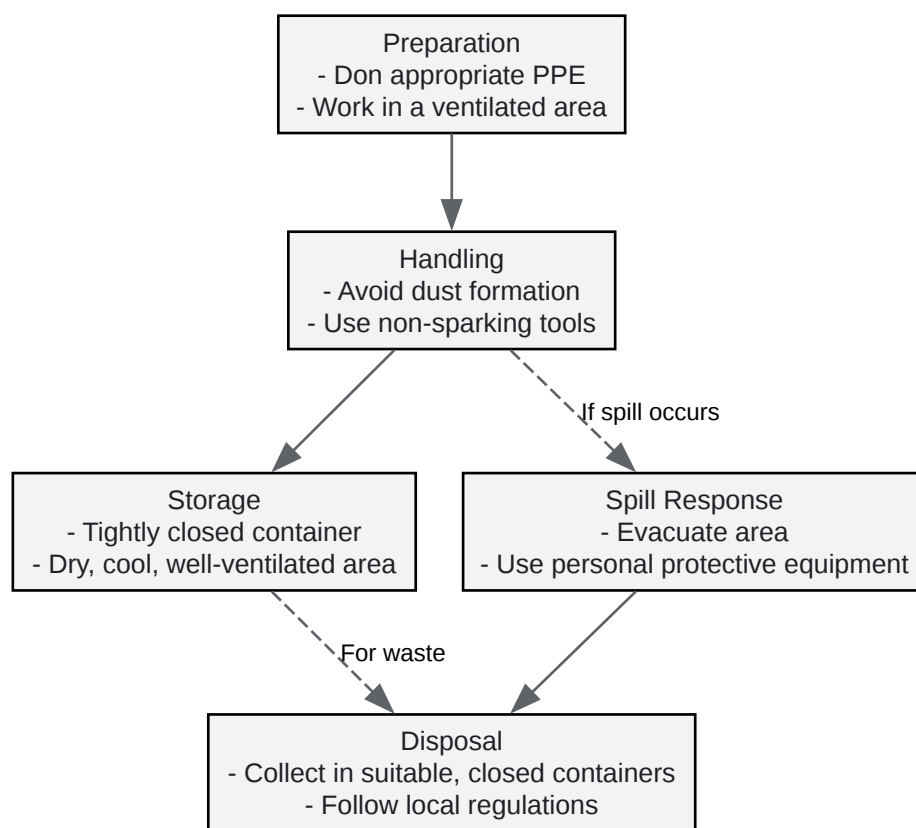 Preparation
- Don appropriate PPE
- Work in a ventilated area
Handling
- Avoid dust formation
- Use non-sparking tools
If spill occurs
Storage
- Tightly closed container
- Dry, cool, well-ventilated area
Spill Response
- Evacuate area
- Use personal protective equipment
For waste
Disposal
- Collect in suitable, closed containers
- Follow local regulations